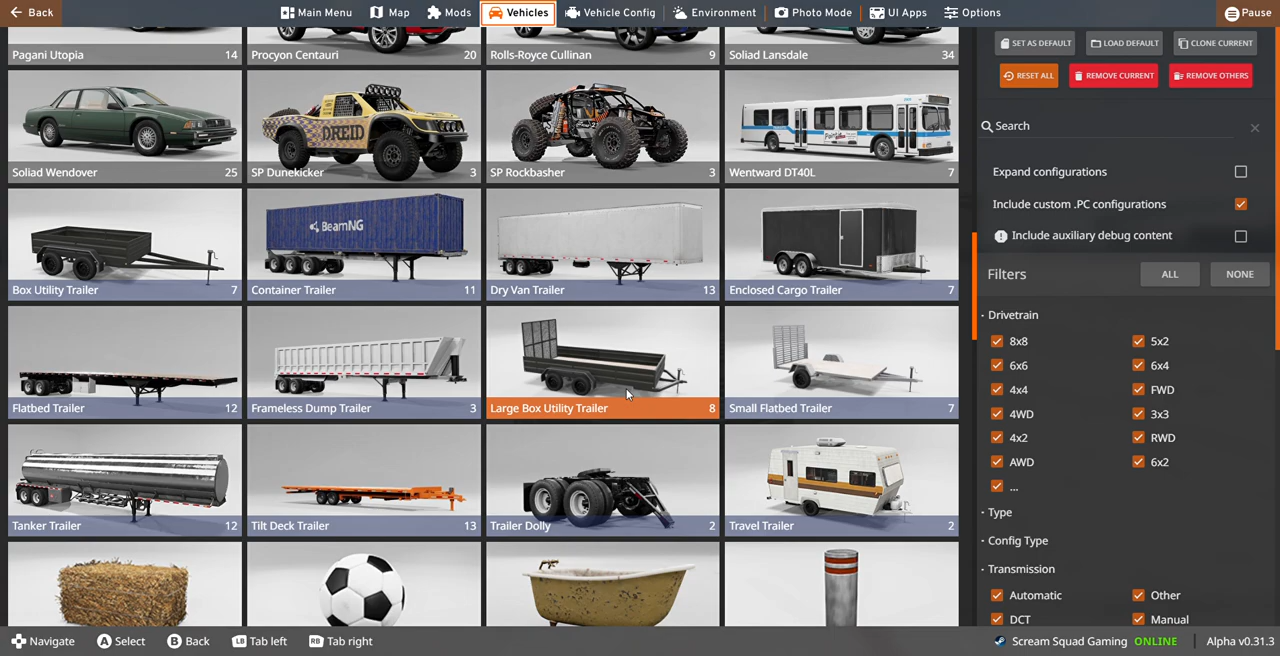 Back
Main Menu
Map
Mods
Vehicles
Vehicle Config
Environment
Photo Mode
UI Apps
Options
Pause
Pagani Utopia 14
Procyon Centauri 20
Rolls-Royce Cullinan 9
Soliad Lansdale 34
SET AS DEFAULT
LOAD DEFAULT
CLONE CURRENT
RESET ALL
REMOVE CURRENT
REMOVE OTHERS
DREID
Soliad Wendover 25
SP Dunekicker 3
SP Rockbasher 3
Wentward DT40L 7
Search
Expand configurations
Include custom .PC configurations
Include auxiliary debug content
BeamNG
Box Utility Trailer 7
Container Trailer 11
Dry Van Trailer 13
Enclosed Cargo Trailer 7
Filters
ALL
NONE
Drivetrain
8x8
5x2
6x6
6x4
4x4
FWD
4WD
3x3
4x2
RWD
AWD
6x2
...
Flatbed Trailer 12
Frameless Dump Trailer 3
Large Box Utility Trailer 8
Small Flatbed Trailer 7
Type
Config Type
Transmission
Automatic
Other
DCT
Manual
Tanker Trailer 12
Tilt Deck Trailer 13
Trailer Dolly 2
Travel Trailer 2
Navigate
A Select
B Back
LB Tab left
RB Tab right
Scream Squad Gaming ONLINE
Alpha v0.31.3